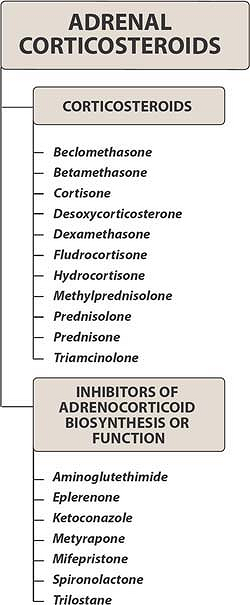 ADRENAL
CORTICOSTEROIDS
CORTICOSTEROIDS
Beclomethasone
Betamethasone
Cortisone
Desoxycorticosterone
Dexamethasone
Fludrocortisone
Hydrocortisone
Methylprednisolone
Prednisolone
Prednisone
Triamcinolone
INHIBITORS OF
ADRENOCORTICOID
BIOSYNTHESIS OR
FUNCTION
Aminoglutethimide
Eplerenone
Ketoconazole
Metyrapone
Mifepristone
Spironolactone
Trilostane